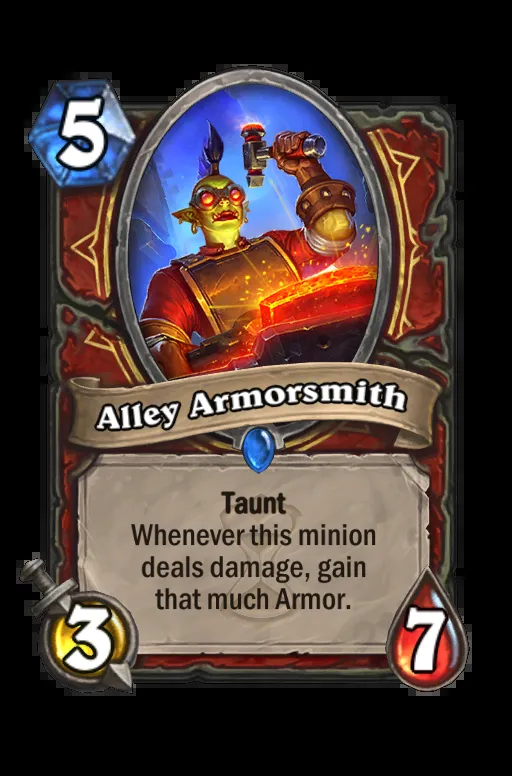 5
Alley Armorsmith
Taunt
Whenever this minion
deals damage, gain
that much Armor.
3
7